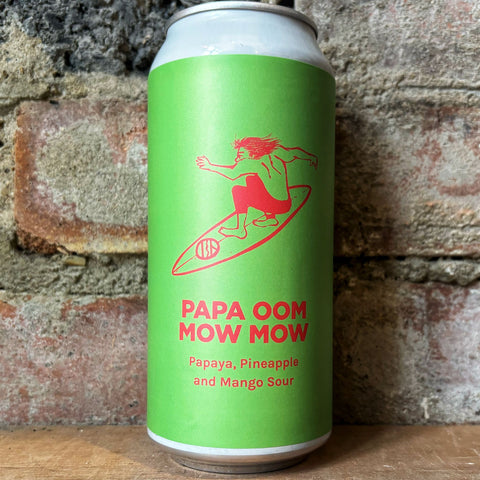 PAPA OOM
MOW MOW
Papaya, Pineapple
and Mango Sour